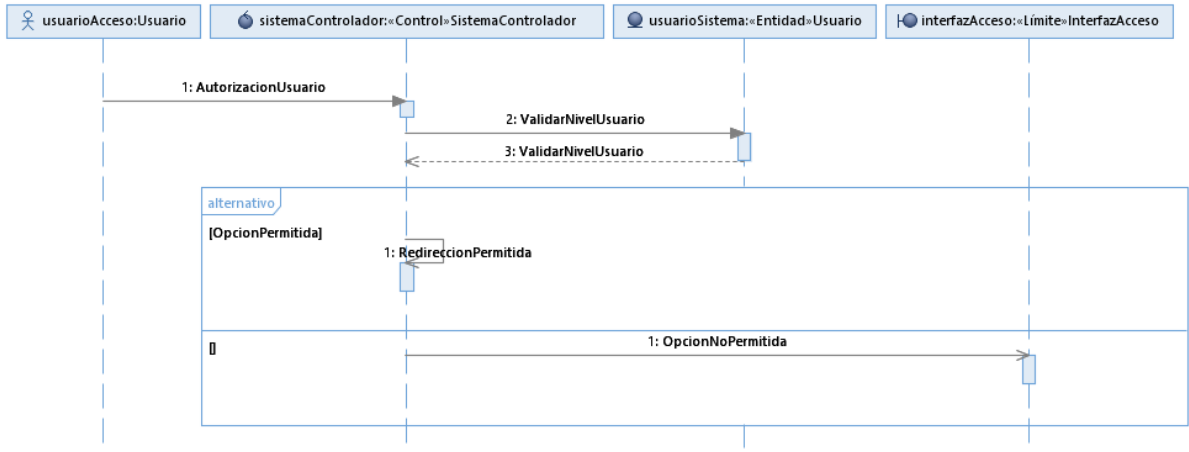 usuarioAcceso:Usuario
sistemaControlador:«Control»SistemaControlador
usuarioSistema:«Entidad»Usuario
interfazAcceso:«Límite»InterfazAcceso
1: AutorizacionUsuario
2: ValidarNivelUsuario
3: ValidarNivelUsuario
alternativo
[OpcionPermitida]
1: RedireccionPermitida
[]
1: OpcionNoPermitida